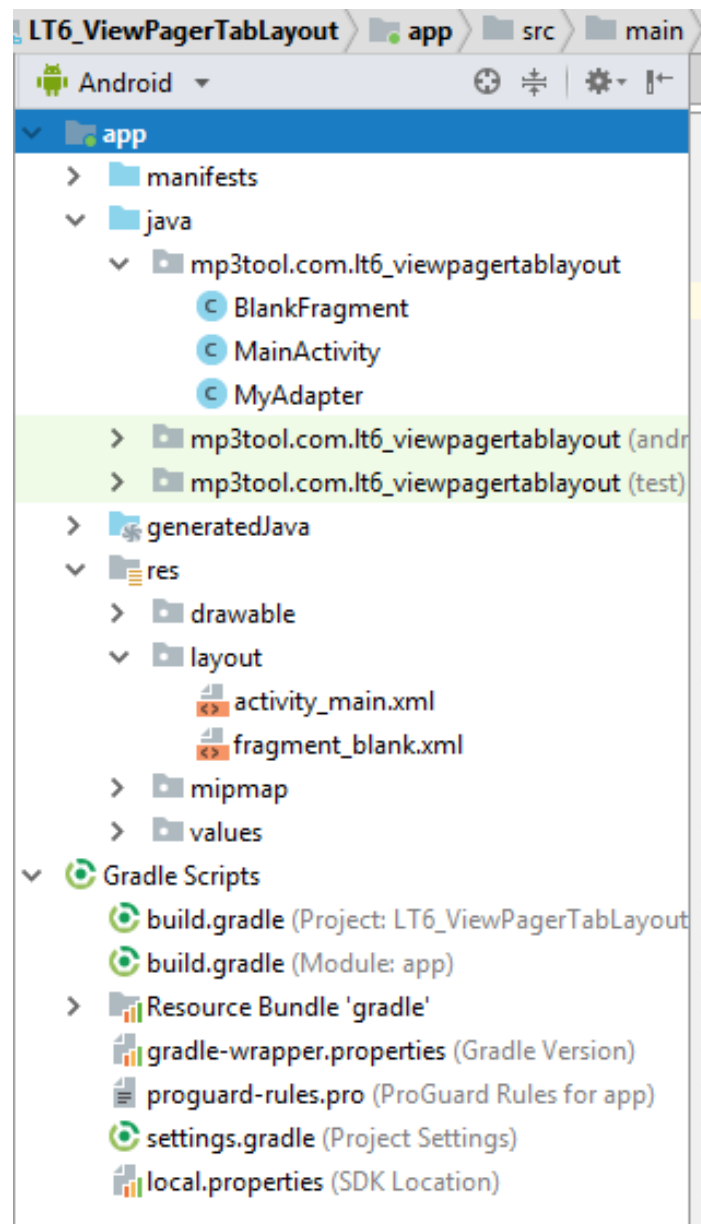 LT6_ViewPagerTabLayout app src main
Android
app
manifests
java
mp3tool.com.lt6_viewpagertablayout
C BlankFragment
C MainActivity
C MyAdapter
mp3tool.com.lt6_viewpagertablayout (andr
mp3tool.com.lt6_viewpagertablayout (test)
generatedJava
res
drawable
layout
activity_main.xml
fragment_blank.xml
mipmap
values
Gradle Scripts
build.gradle (Project: LT6_ViewPagerTabLayout
build.gradle (Module: app)
Resource Bundle 'gradle'
gradle-wrapper.properties (Gradle Version)
proguard-rules.pro (ProGuard Rules for app)
settings.gradle (Project Settings)
local.properties (SDK Location)